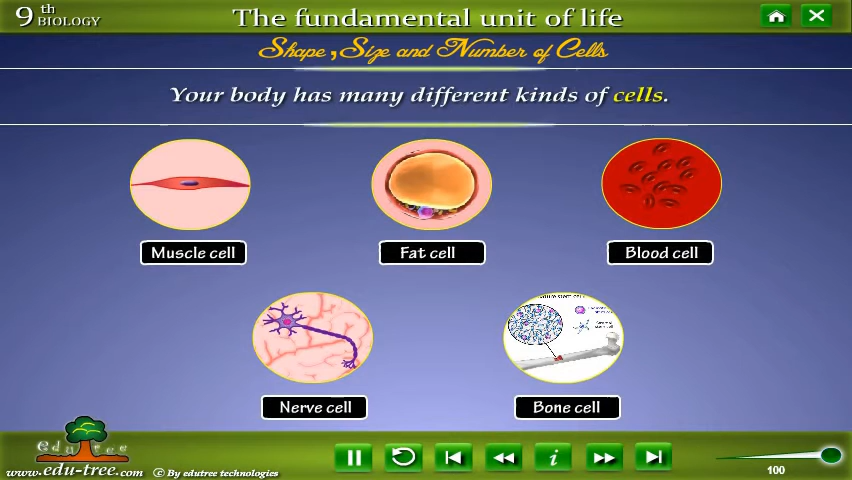 9th BIOLOGY
The fundamental unit of life
Shape, Size and Number of Cells
Your body has many different kinds of cells.
Muscle cell
Fat cell
Blood cell
Nerve cell
Bone cell
edutree
www.edu-tree.com
© By edutree technologies
i
100